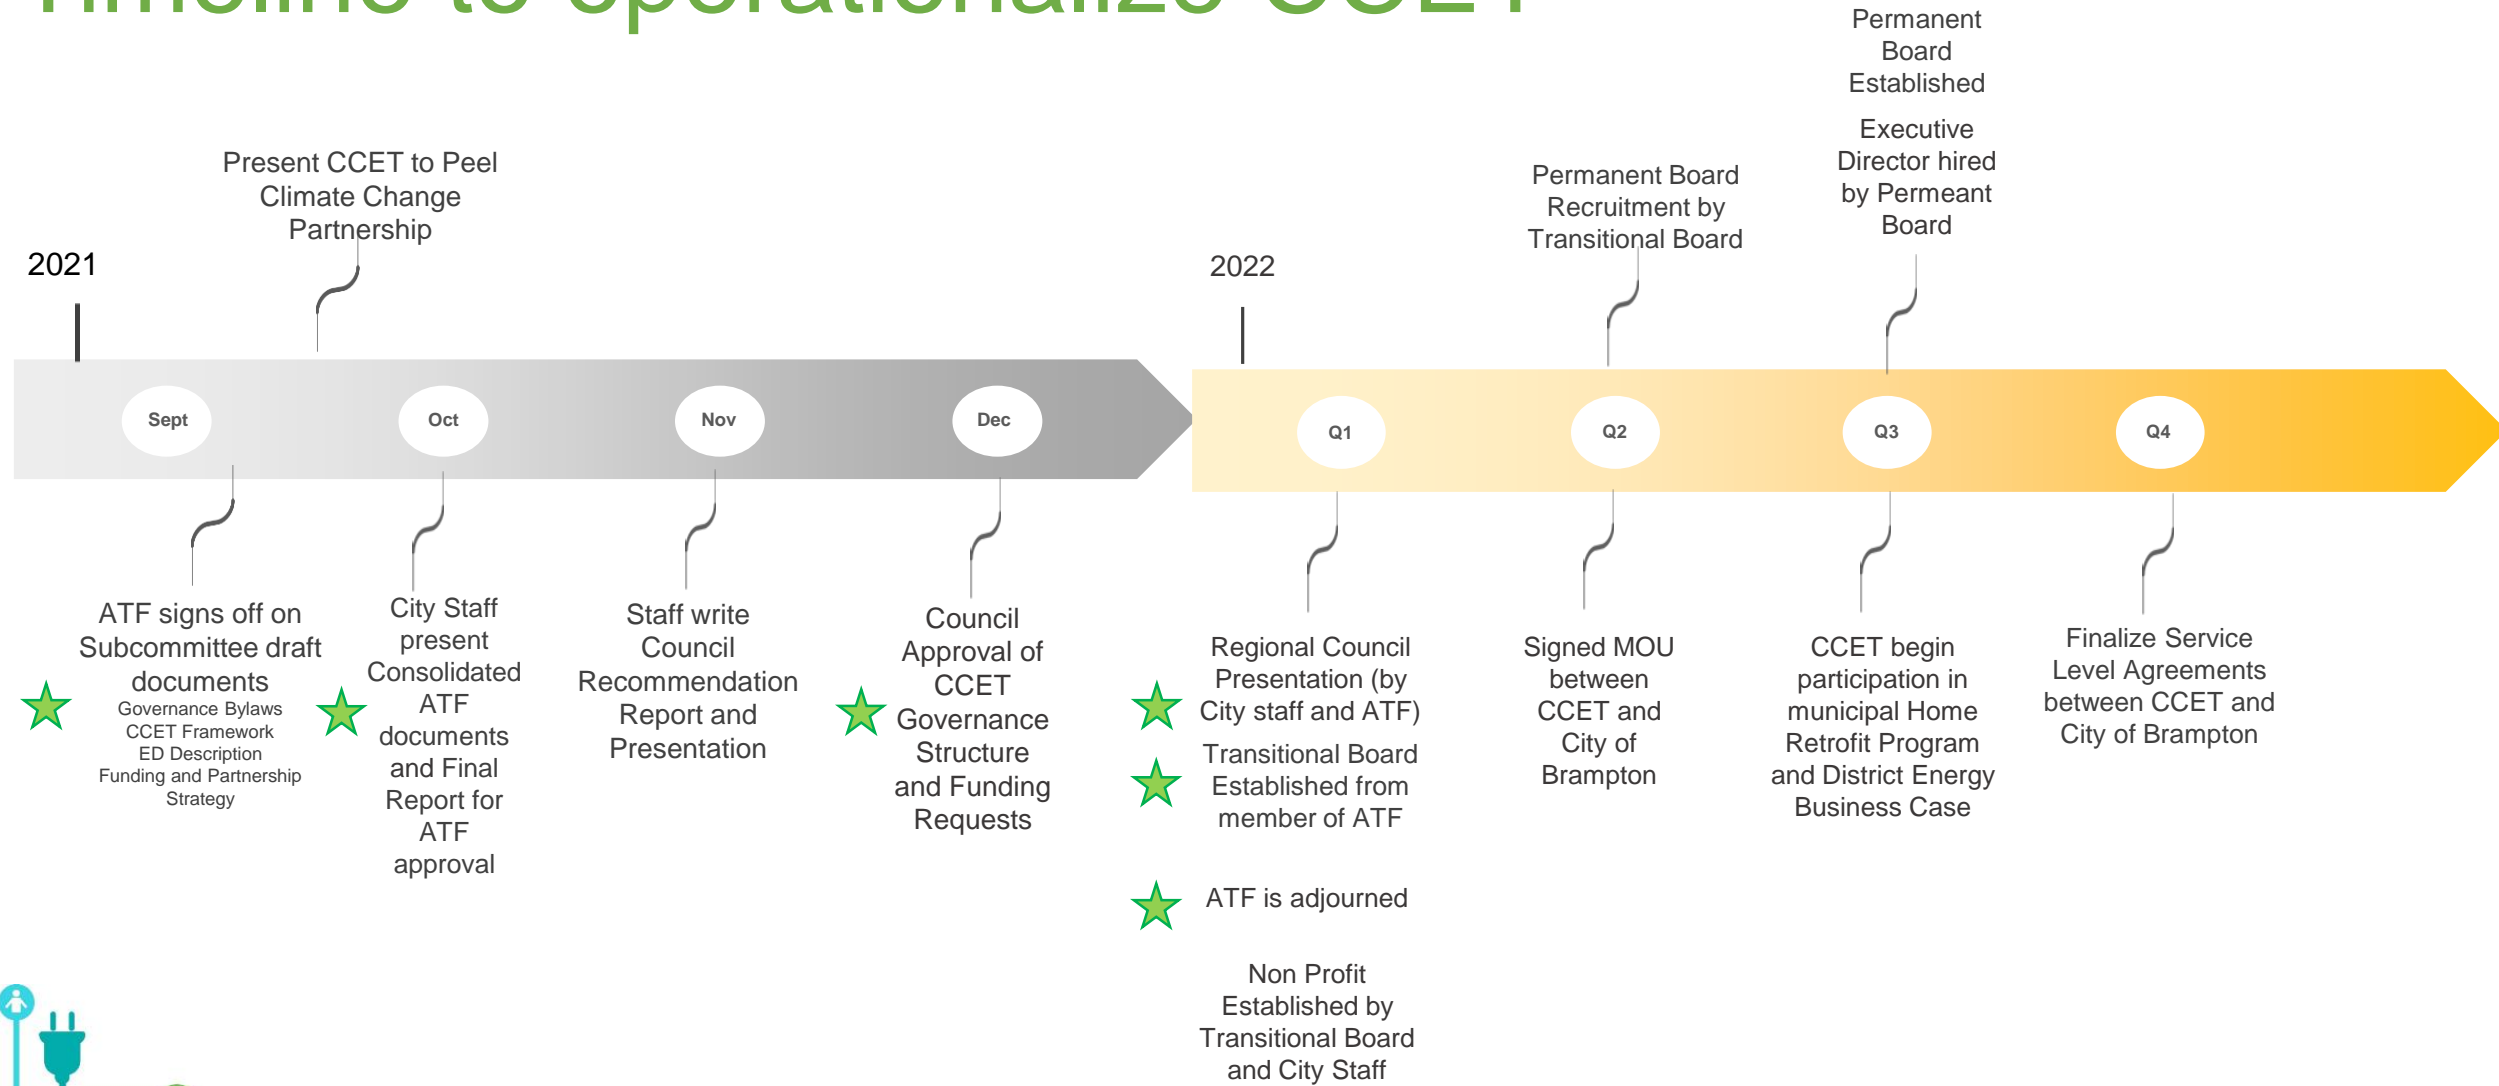 Timeline to operationalize CCET
Present CCET to Peel
Climate Change
Partnership
Permanent Board
Recruitment by
Transitional Board
Permanent
Board
Established
Executive
Director hired
by Permeant
Board
2021
2022
Sept
Oct
Nov
Dec
Q1
Q2
Q3
Q4
ATF signs off on
Subcommittee draft
documents
Governance Bylaws
CCET Framework
ED Description
Funding and Partnership
Strategy
City Staff
present
Consolidated
ATF
documents
and Final
Report for
ATF
approval
Staff write
Council
Recommendation
Report and
Presentation
Council
Approval of
CCET
Governance
Structure
and Funding
Requests
Regional Council
Presentation (by
City staff and ATF)
Transitional Board
Established from
member of ATF
ATF is adjourned
Non Profit
Established by
Transitional Board
and City Staff
Signed MOU
between
CCET and
City of
Brampton
CCET begin
participation in
municipal Home
Retrofit Program
and District Energy
Business Case
Finalize Service
Level Agreements
between CCET and
City of Brampton